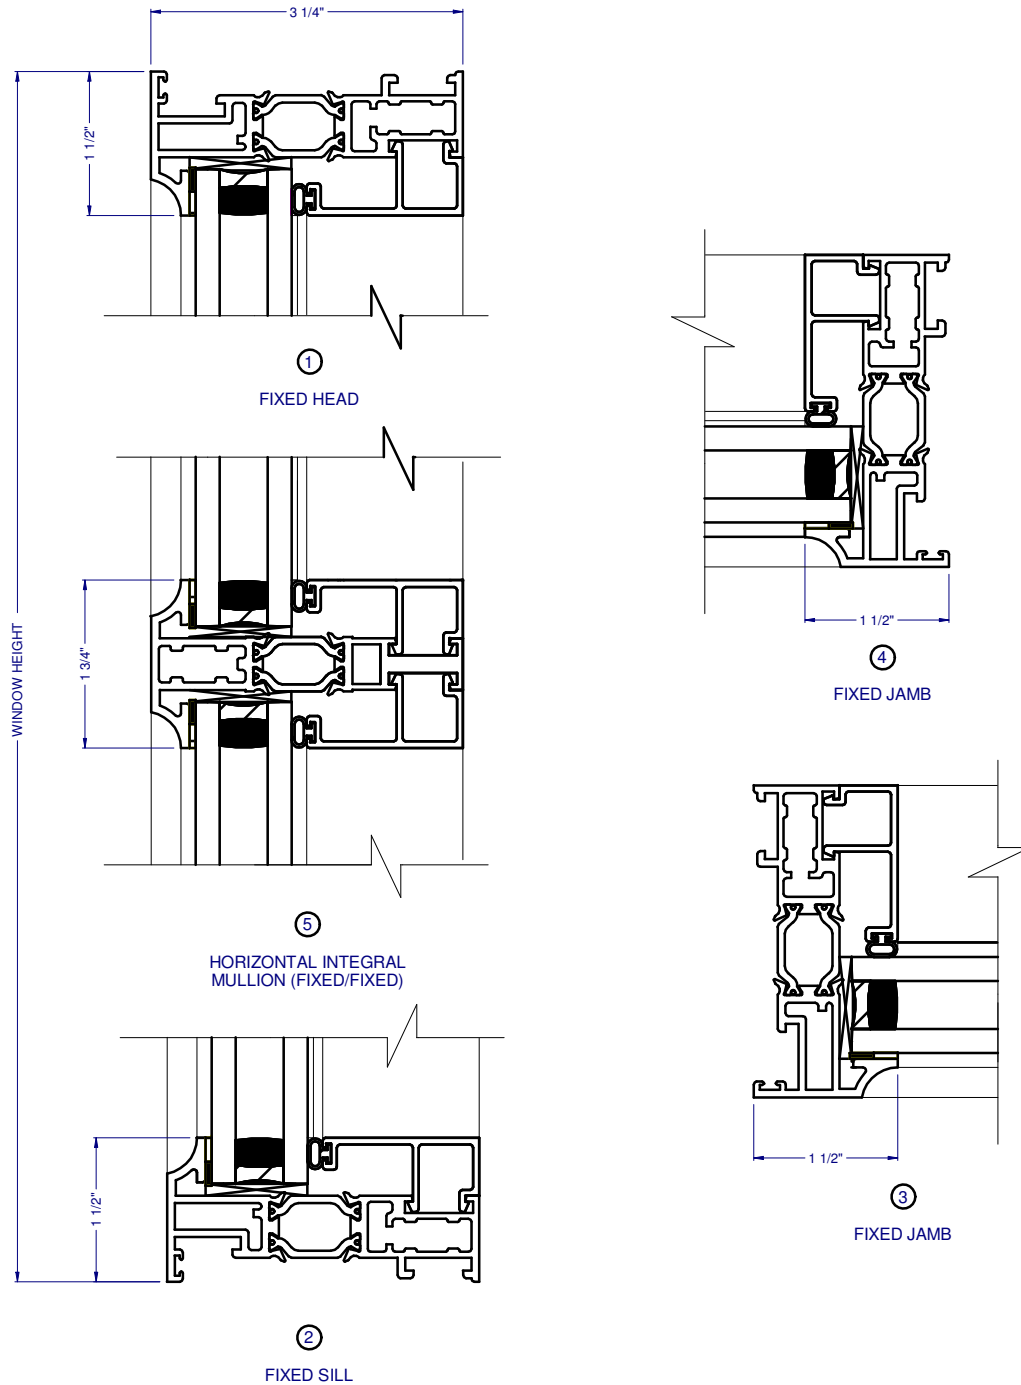 3 1/4"
1 1/2"
1
FIXED HEAD
WINDOW HEIGHT
1 3/4"
5
HORIZONTAL INTEGRAL
MULLION (FIXED/FIXED)
1 1/2"
2
FIXED SILL
1 1/2"
4
FIXED JAMB
1 1/2"
3
FIXED JAMB